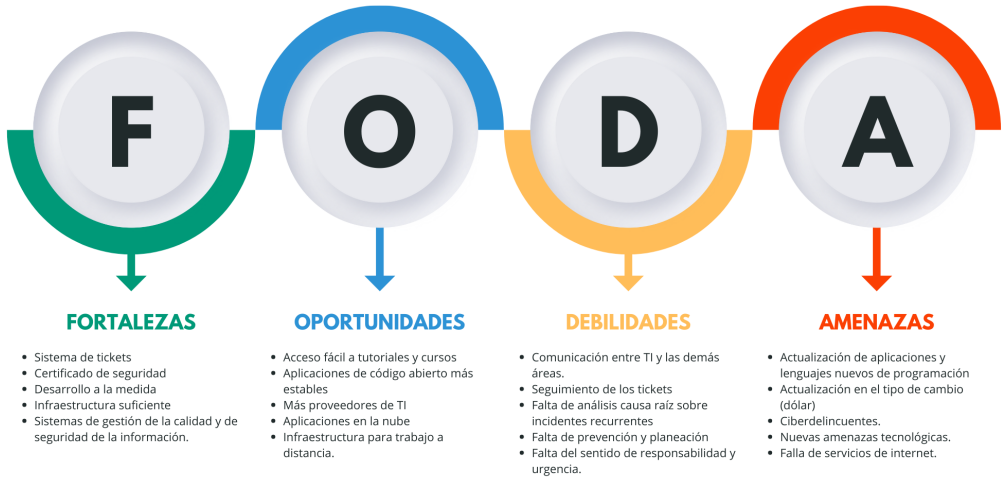 F
O
D
A
FORTALEZAS
• Sistema de tickets
• Certificado de seguridad
• Desarrollo a la medida
• Infraestructura suficiente
• Sistemas de gestión de la calidad y de
seguridad de la información.
OPORTUNIDADES
• Acceso fácil a tutoriales y cursos
• Aplicaciones de código abierto más
estables
• Más proveedores de TI
• Aplicaciones en la nube
• Infraestructura para trabajo a
distancia.
DEBILIDADES
• Comunicación entre TI y las demás
áreas.
• Seguimiento de los tickets
• Falta de análisis causa raíz sobre
incidentes recurrentes
• Falta de prevención y planeación
• Falta del sentido de responsabilidad y
urgencia.
AMENAZAS
• Actualización de aplicaciones y
lenguajes nuevos de programación
• Actualización en el tipo de cambio
(dólar)
• Ciberdelincuentes.
• Nuevas amenazas tecnológicas.
• Falla de servicios de internet.